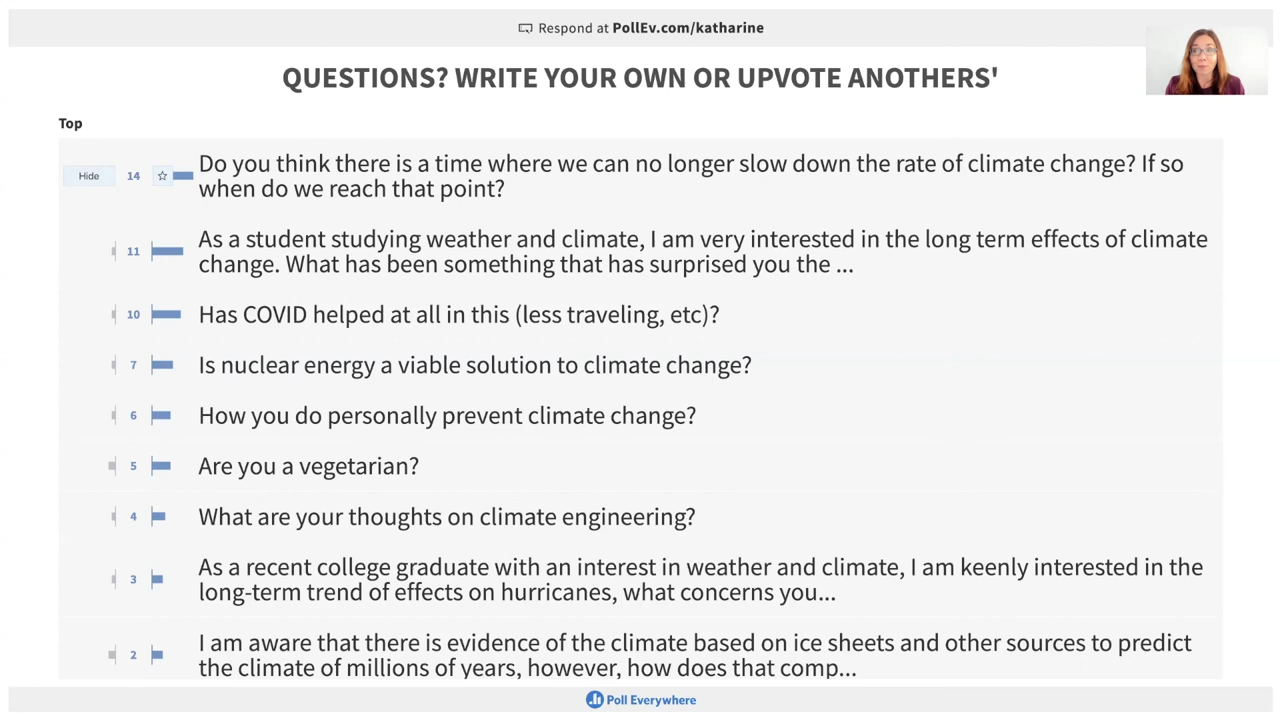 Respond at PollEv.com/katharine
QUESTIONS? WRITE YOUR OWN OR UPVOTE ANOTHERS'
Top
Hide 14 Do you think there is a time where we can no longer slow down the rate of climate change? If so
when do we reach that point?
11 As a student studying weather and climate, I am very interested in the long term effects of climate
change. What has been something that has surprised you the ...
10 Has COVID helped at all in this (less traveling, etc)?
7 Is nuclear energy a viable solution to climate change?
6 How you do personally prevent climate change?
5 Are you a vegetarian?
4 What are your thoughts on climate engineering?
3 As a recent college graduate with an interest in weather and climate, I am keenly interested in the
long-term trend of effects on hurricanes, what concerns you...
2 I am aware that there is evidence of the climate based on ice sheets and other sources to predict
the climate of millions of years, however, how does that comp...
Poll Everywhere